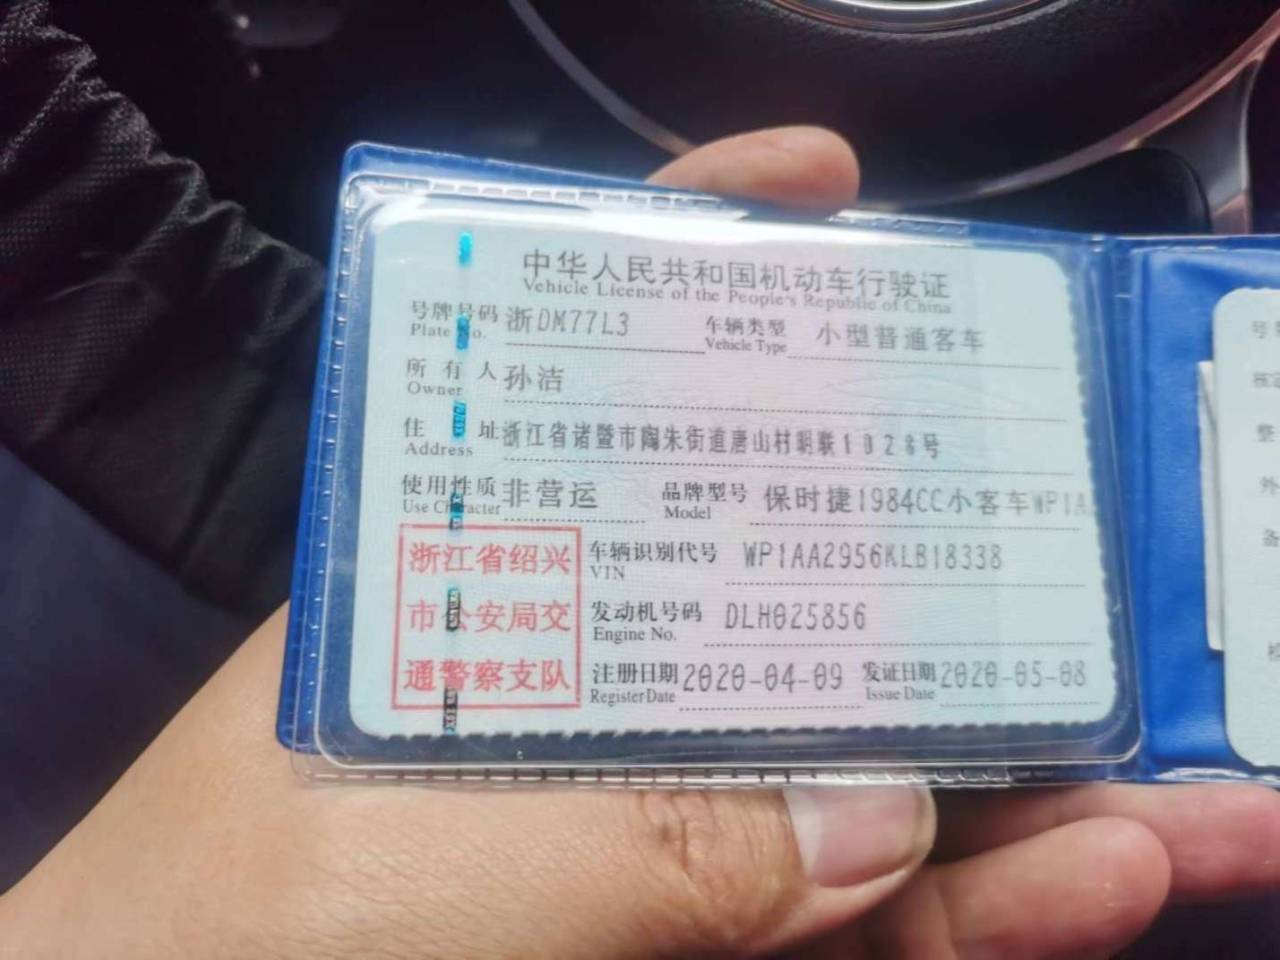 中华人民共和国机动车行驶证
Vehicle License of the People's Republic of China
号牌号码 浙DM77L3 车辆类型 小型普通客车
Plate No. Vehicle Type
所有人 孙洁
Owner
住址 浙江省诸暨市陶朱街道唐山村明联1028号
Address
使用性质 非营运 品牌型号 保时捷1984CC小客车WP1A
Use Character Model
浙江省绍兴
市公安局交
通警察支队
车辆识别代号 WP1AA2956KLB18338
VIN
发动机号码 DLH025856
Engine No.
注册日期 2020-04-09 发证日期 2020-05-08
Register Date Issue Date
号
核定
整
外
备
检